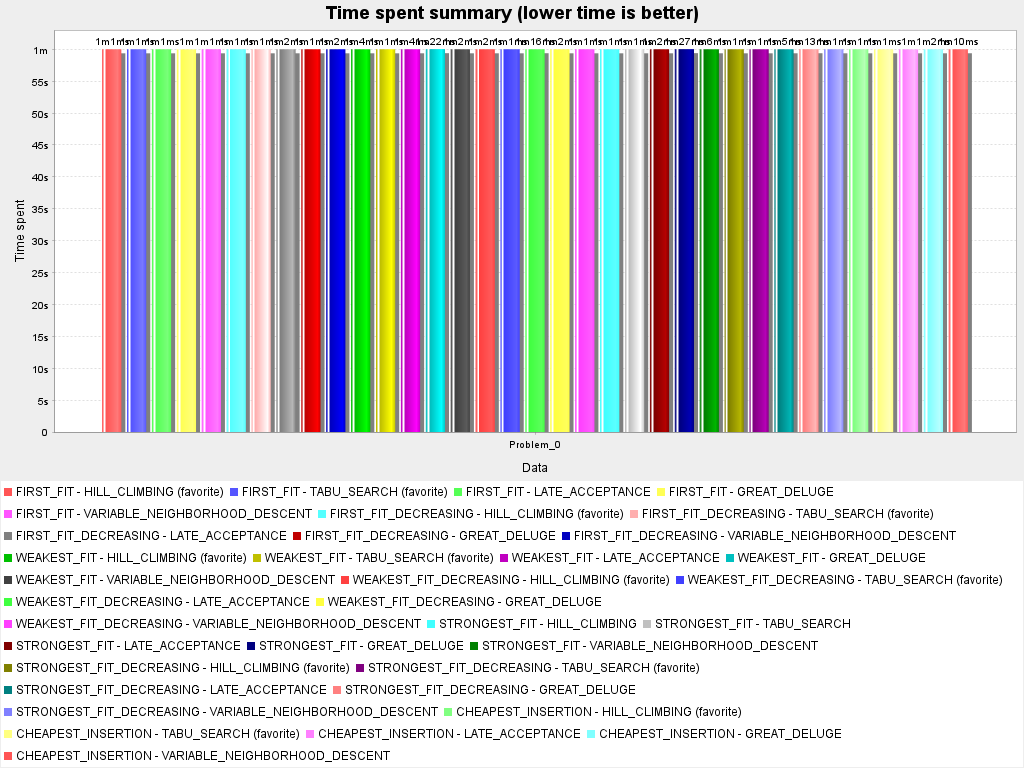 Time spent summary (lower time is better)
1m
55s
50s
45s
40s
35s
30s
25s
20s
15s
10s
5s
0
Time spent
Problem_0
Data
FIRST_FIT - HILL_CLIMBING (favorite) FIRST_FIT - TABU_SEARCH (favorite) FIRST_FIT - LATE_ACCEPTANCE FIRST_FIT - GREAT_DELUGE
FIRST_FIT - VARIABLE_NEIGHBORHOOD_DESCENT FIRST_FIT_DECREASING - HILL_CLIMBING (favorite) FIRST_FIT_DECREASING - TABU_SEARCH (favorite)
FIRST_FIT_DECREASING - LATE_ACCEPTANCE FIRST_FIT_DECREASING - GREAT_DELUGE FIRST_FIT_DECREASING - VARIABLE_NEIGHBORHOOD_DESCENT
WEAKEST_FIT - HILL_CLIMBING (favorite) WEAKEST_FIT - TABU_SEARCH (favorite) WEAKEST_FIT - LATE_ACCEPTANCE WEAKEST_FIT - GREAT_DELUGE
WEAKEST_FIT - VARIABLE_NEIGHBORHOOD_DESCENT WEAKEST_FIT_DECREASING - HILL_CLIMBING (favorite) WEAKEST_FIT_DECREASING - TABU_SEARCH (favorite)
WEAKEST_FIT_DECREASING - LATE_ACCEPTANCE WEAKEST_FIT_DECREASING - GREAT_DELUGE
WEAKEST_FIT_DECREASING - VARIABLE_NEIGHBORHOOD_DESCENT STRONGEST_FIT - HILL_CLIMBING STRONGEST_FIT - TABU_SEARCH
STRONGEST_FIT - LATE_ACCEPTANCE STRONGEST_FIT - GREAT_DELUGE STRONGEST_FIT - VARIABLE_NEIGHBORHOOD_DESCENT
STRONGEST_FIT_DECREASING - HILL_CLIMBING (favorite) STRONGEST_FIT_DECREASING - TABU_SEARCH (favorite)
STRONGEST_FIT_DECREASING - LATE_ACCEPTANCE STRONGEST_FIT_DECREASING - GREAT_DELUGE
STRONGEST_FIT_DECREASING - VARIABLE_NEIGHBORHOOD_DESCENT CHEAPEST_INSERTION - HILL_CLIMBING (favorite)
CHEAPEST_INSERTION - TABU_SEARCH (favorite) CHEAPEST_INSERTION - LATE_ACCEPTANCE CHEAPEST_INSERTION - GREAT_DELUGE
CHEAPEST_INSERTION - VARIABLE_NEIGHBORHOOD_DESCENT